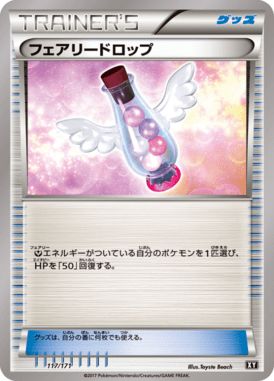 TRAINER'S
グッズ
フェアリードロップ
エネルギーがついている自分のポケモンを1匹選び、
HPを「50」回復する。
グッズは、自分の番に何枚でも使える。
117/171
Illus. Toyste Beach
XY
©2017 Pokémon/Nintendo/Creatures/GAME FREAK.